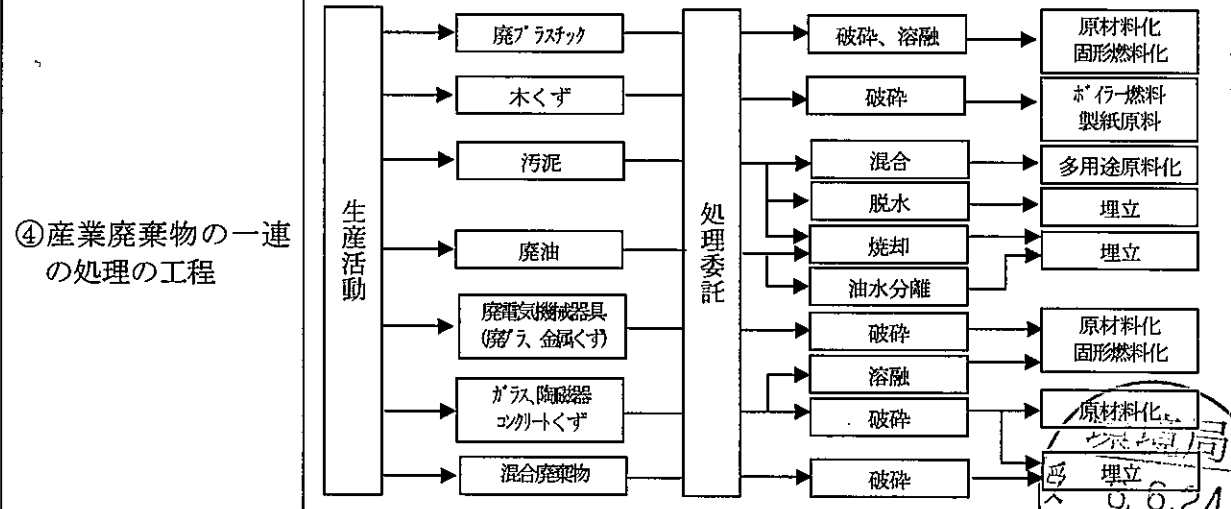 ④産業廃棄物の一連
の処理の工程
生産活動
廃プラスチック
木くず
汚泥
廃油
廃電気機械器具
(廃プラ、金属くず)
ガラス、陶磁器
コンクリートくず
混合廃棄物
処理委託
破砕、溶融
破砕
混合
脱水
焼却
油水分離
破砕
溶融
破砕
破砕
原材料化
固形燃料化
ボイラー燃料
製紙原料
多用途原料化
埋立
埋立
原材料化
固形燃料化
原材料化
埋立
環境局
6.24